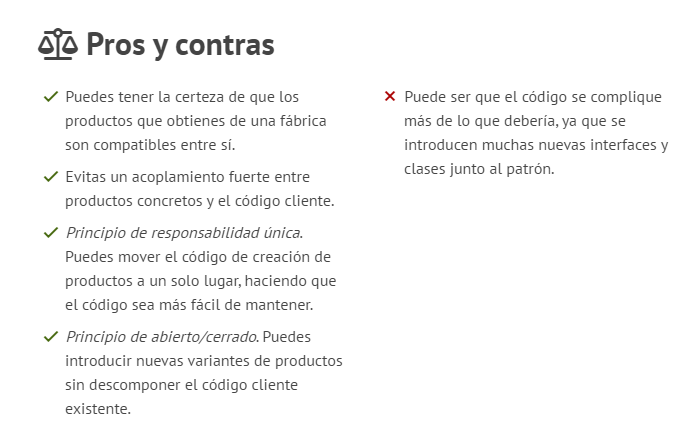 Pros y contras
Puedes tener la certeza de que los
productos que obtienes de una fábrica
son compatibles entre sí.
Evitas un acoplamiento fuerte entre
productos concretos y el código cliente.
Principio de responsabilidad única.
Puedes mover el código de creación de
productos a un solo lugar, haciendo que
el código sea más fácil de mantener.
Principio de abierto/cerrado. Puedes
introducir nuevas variantes de productos
sin descomponer el código cliente
existente.
Puede ser que el código se complique
más de lo que debería, ya que se
introducen muchas nuevas interfaces y
clases junto al patrón.